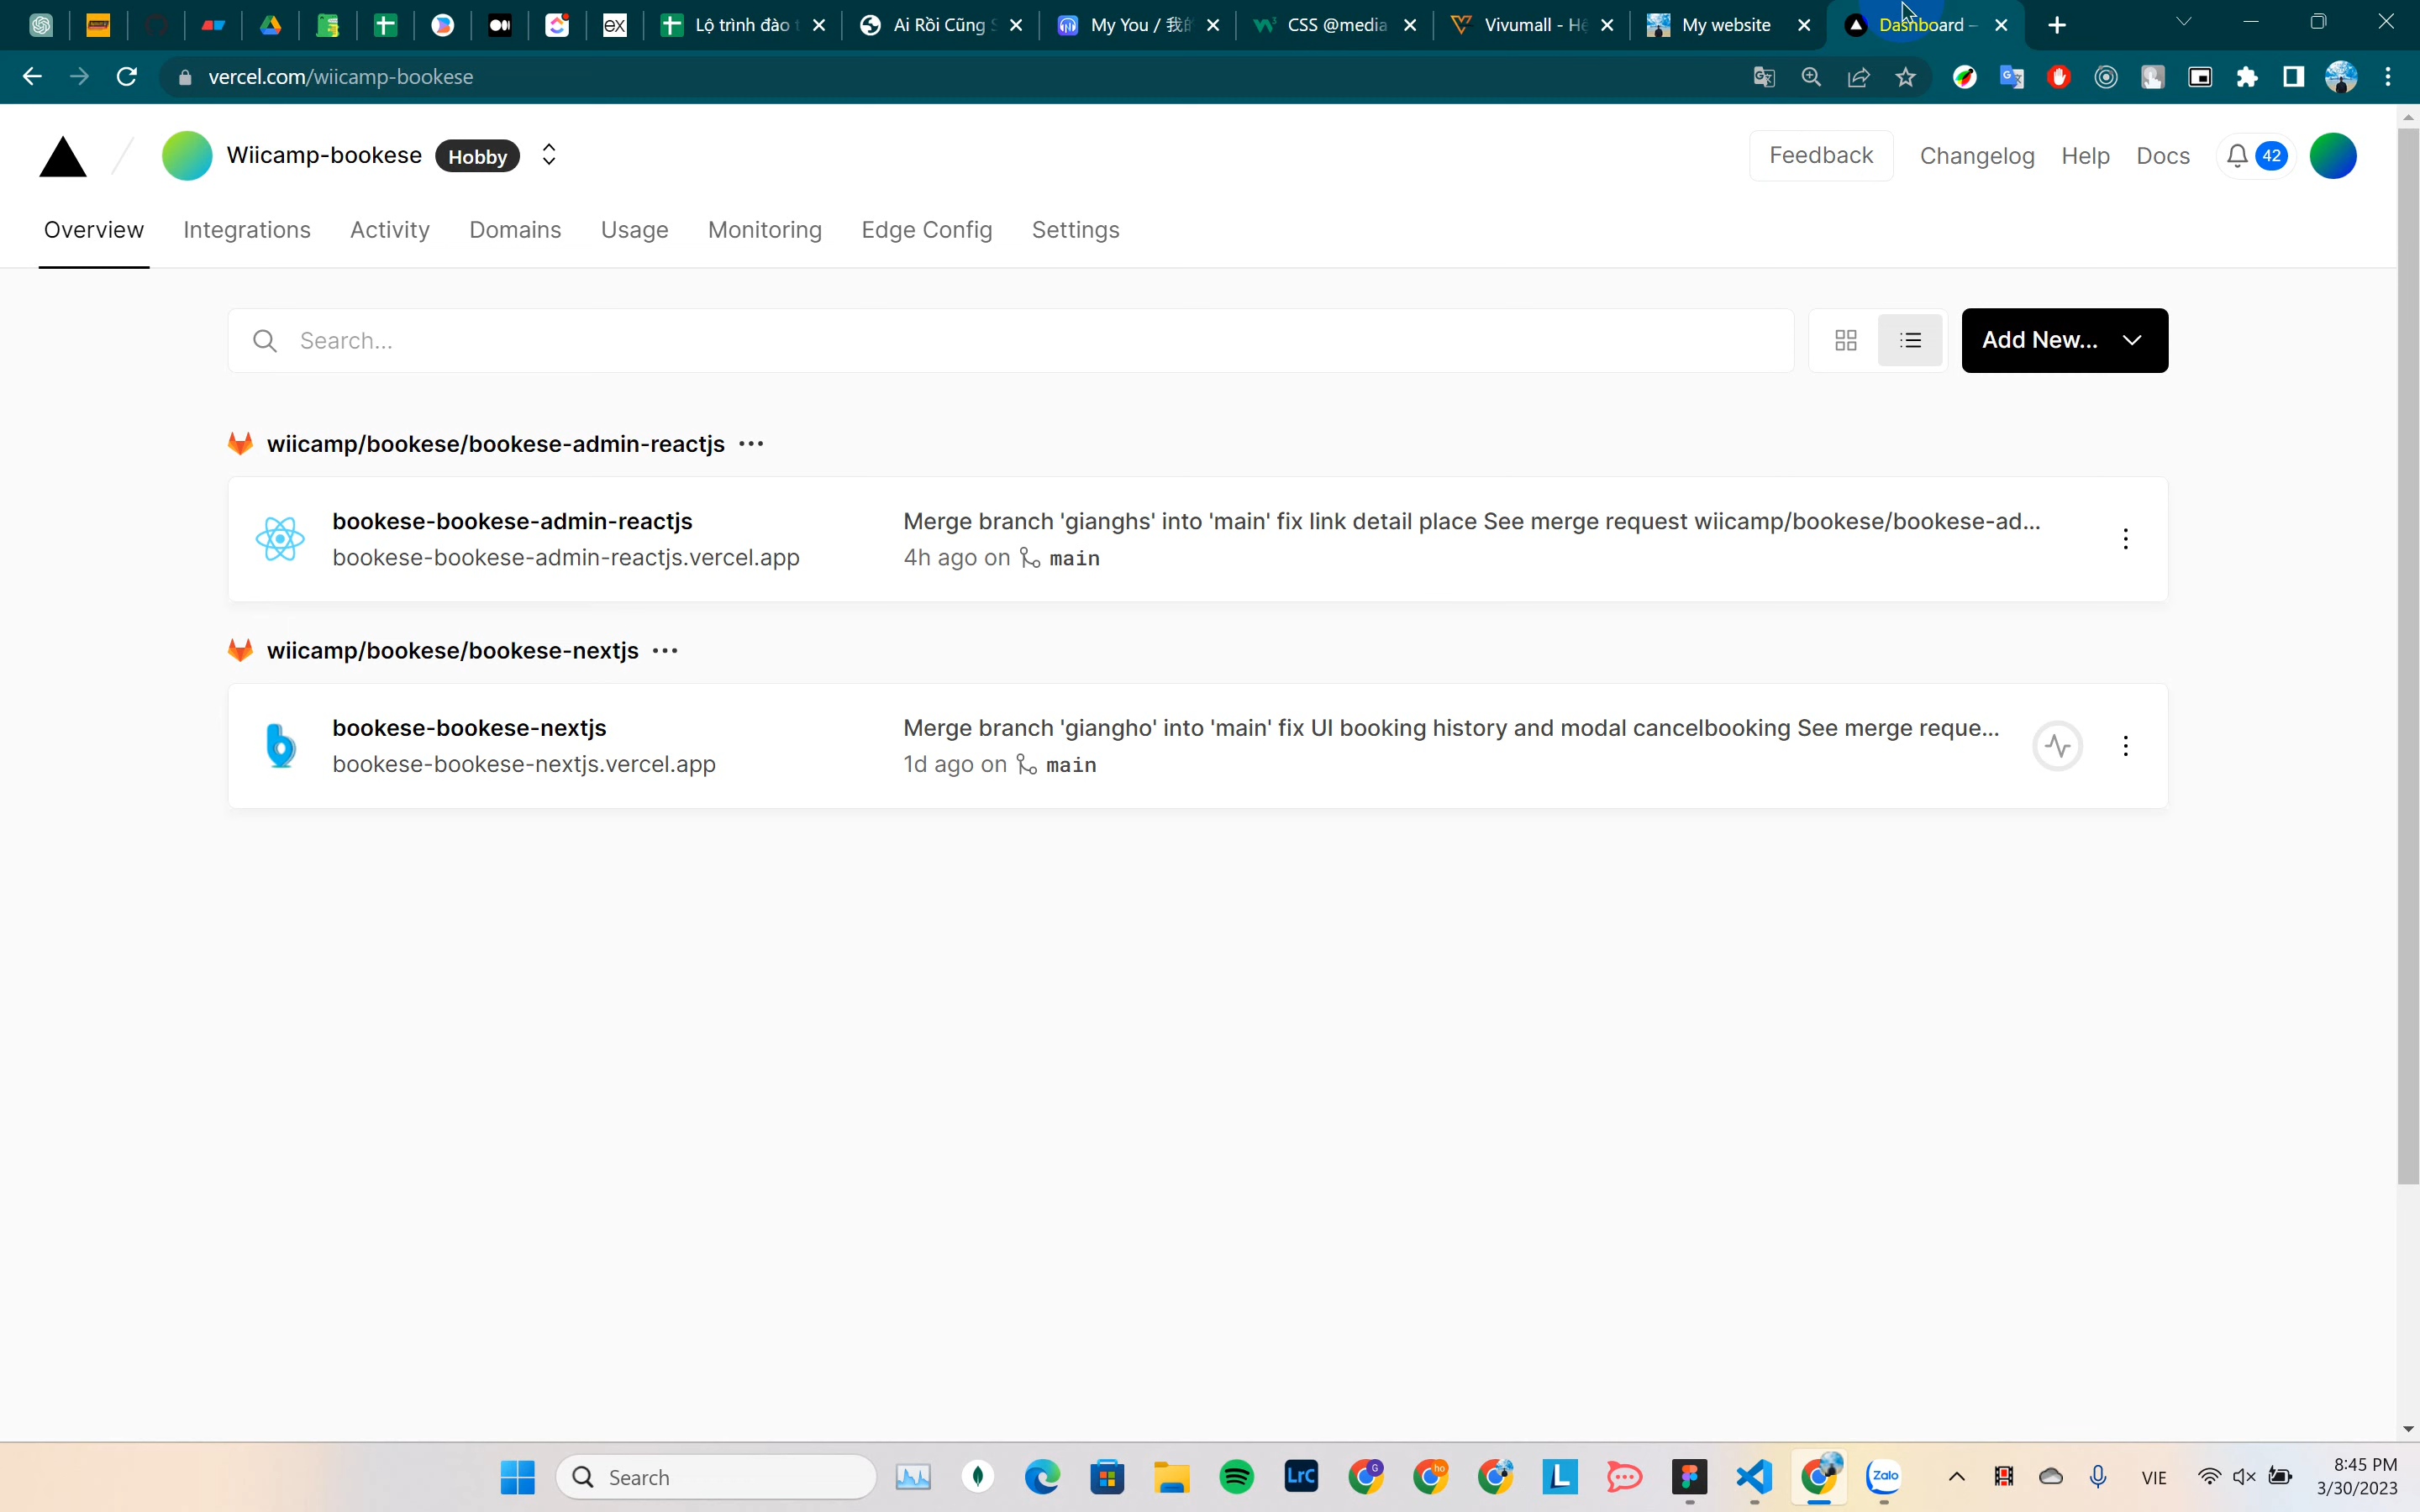 Lộ trình đào t
Ai Rồi Cũng S
My You / 我的
CSS @media
Vivumall - Hệ
My website
Dashboard –
vercel.com/wiicamp-bookese
Wiicamp-bookese
Hobby
Feedback
Changelog
Help
Docs
42
Overview
Integrations
Activity
Domains
Usage
Monitoring
Edge Config
Settings
Search...
Add New...
wiicamp/bookese/bookese-admin-reactjs
bookese-bookese-admin-reactjs
bookese-bookese-admin-reactjs.vercel.app
Merge branch 'gianghs' into 'main' fix link detail place See merge request wiicamp/bookese/bookese-ad...
4h ago on main
wiicamp/bookese/bookese-nextjs
bookese-bookese-nextjs
bookese-bookese-nextjs.vercel.app
Merge branch 'giangho' into 'main' fix UI booking history and modal cancelbooking See merge reque...
1d ago on main
Search
LrC
Zalo
VIE
8:45 PM
3/30/2023